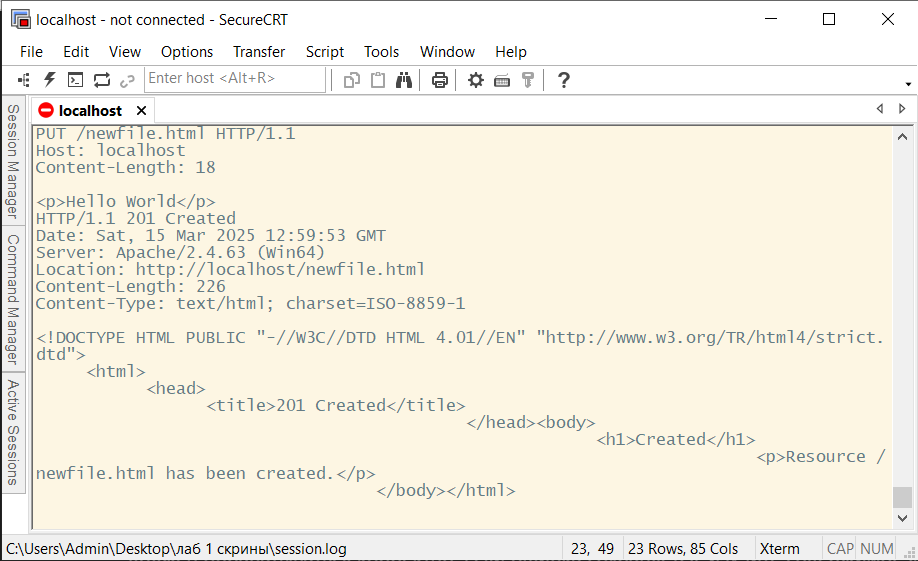 localhost - not connected - SecureCRT
File Edit View Options Transfer Script Tools Window Help
Enter host <Alt+R>
localhost
Session Manager
Command Manager
Active Sessions
PUT /newfile.html HTTP/1.1
Host: localhost
Content-Length: 18
<p>Hello World</p>
HTTP/1.1 201 Created
Date: Sat, 15 Mar 2025 12:59:53 GMT
Server: Apache/2.4.63 (Win64)
Location: http://localhost/newfile.html
Content-Length: 226
Content-Type: text/html; charset=ISO-8859-1
<!DOCTYPE HTML PUBLIC "-//W3C//DTD HTML 4.01//EN" "http://www.w3.org/TR/html4/strict.
dtd">
<html>
<head>
<title>201 Created</title>
</head><body>
<h1>Created</h1>
<p>Resource /
newfile.html has been created.</p>
</body></html>
C:\Users\Admin\Desktop\лаб 1 скрины\session.log 23, 49 23 Rows, 85 Cols Xterm CAP NUM